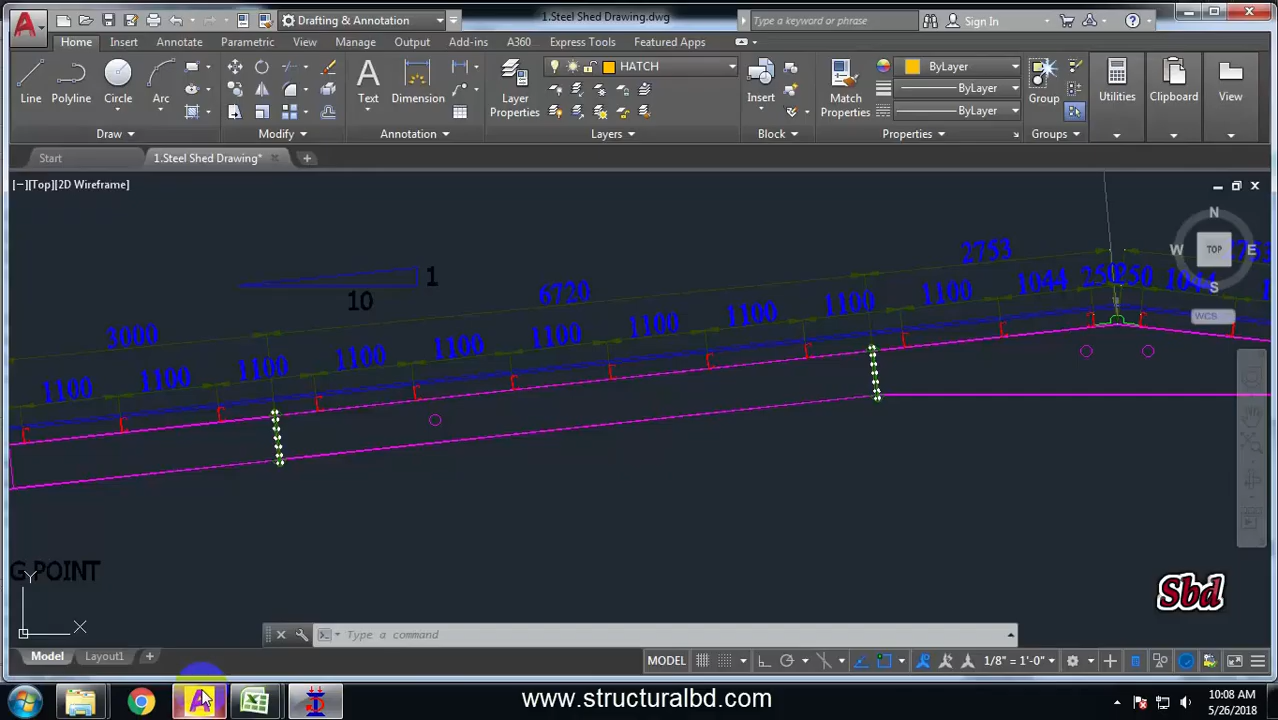 Drafting & Annotation
1.Steel Shed Drawing.dwg
Type a keyword or phrase
Sign In
Home Insert Annotate Parametric View Manage Output Add-ins A360 Express Tools Featured Apps
Line Polyline Circle Arc
Text Dimension
Layer Properties
HATCH
Insert
Match Properties
ByLayer
ByLayer
ByLayer
Group
Utilities
Clipboard
View
Draw Modify Annotation Layers Block Properties Groups
Start 1.Steel Shed Drawing*
[−][Top][2D Wireframe]
N
W TOP E
S
WCS
1
10
3000 6720 2753
1100 1100 1100 1100 1100 1100 1100 1100 1100 1100 1044 250 250 1044
G POINT
Y
X
Sbd
Type a command
Model Layout1
MODEL
1/8" = 1'-0"
www.structuralbd.com
10:08 AM
5/26/2018